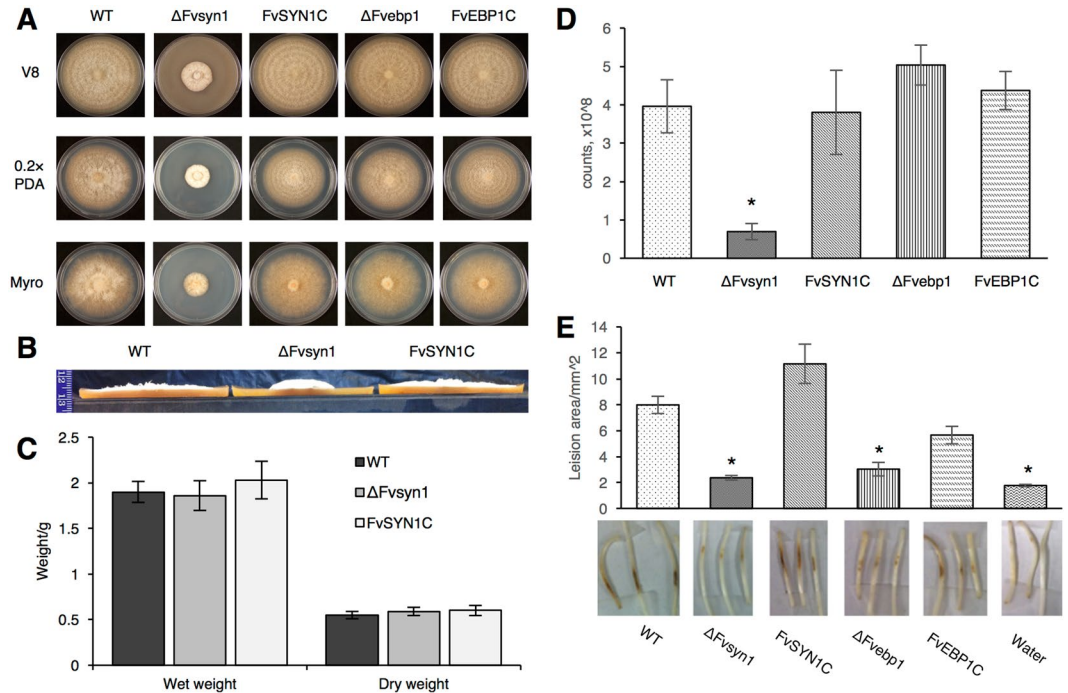 A
WT ΔFvsyn1 FvSYN1C ΔFvebp1 FvEBP1C
V8
0.2×
PDA
Myro
B
WT ΔFvsyn1 FvSYN1C
12
13
C
2.5
2
1.5
1
0.5
0
Weight/g
WT
ΔFvsyn1
FvSYN1C
Wet weight Dry weight
D
6
5
4
3
2
1
0
counts, x10^8
*
WT ΔFvsyn1 FvSYN1C ΔFvebp1 FvEBP1C
E
14
12
10
8
6
4
2
0
Leision area/mm^2
* * *
WT ΔFvsyn1 FvSYN1C ΔFvebp1 FvEBP1C Water